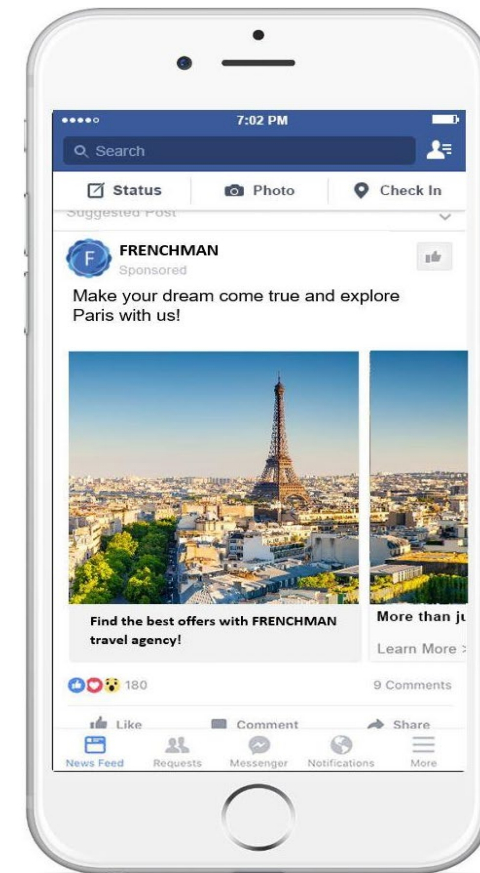 7:02 PM
Search
Status Photo Check In
Suggested Post
F FRENCHMAN
Sponsored
Make your dream come true and explore
Paris with us!
Find the best offers with FRENCHMAN
travel agency!
More than ju
Learn More >
180 9 Comments
Like Comment Share
News Feed Requests Messenger Notifications More